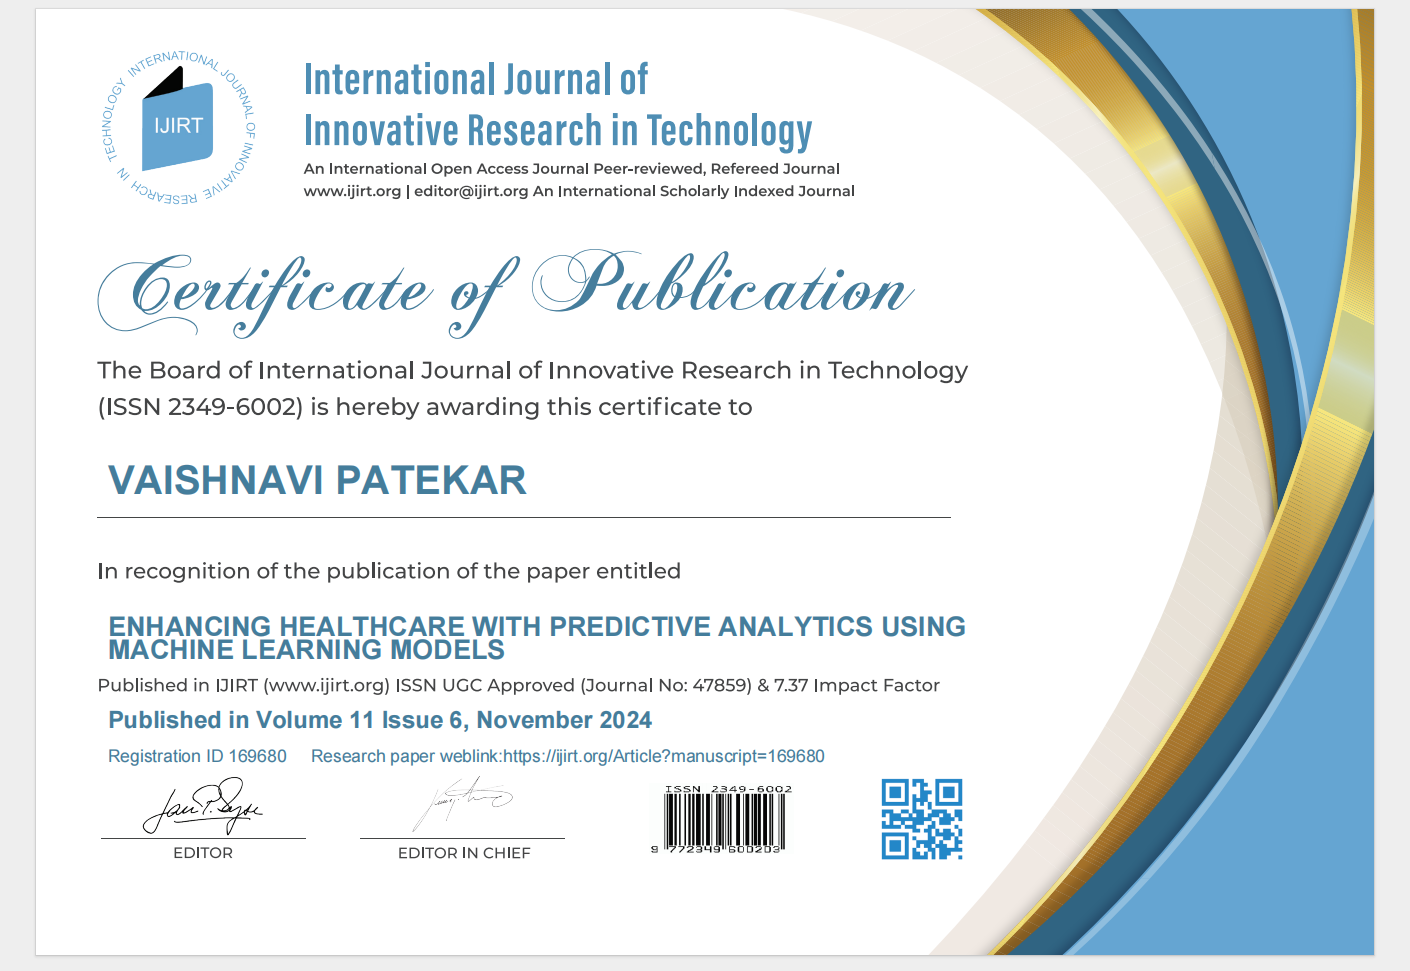 INTERNATIONAL JOURNAL OF INNOVATIVE RESEARCH IN TECHNOLOGY
IJIRT
International Journal of
Innovative Research in Technology
An International Open Access Journal Peer-reviewed, Refereed Journal
www.ijirt.org | editor@ijirt.org An International Scholarly Indexed Journal
Certificate of Publication
The Board of International Journal of Innovative Research in Technology
(ISSN 2349-6002) is hereby awarding this certificate to
VAISHNAVI PATEKAR
In recognition of the publication of the paper entitled
ENHANCING HEALTHCARE WITH PREDICTIVE ANALYTICS USING
MACHINE LEARNING MODELS
Published in IJIRT (www.ijirt.org) ISSN UGC Approved (Journal No: 47859) & 7.37 Impact Factor
Published in Volume 11 Issue 6, November 2024
Registration ID 169680 Research paper weblink:https://ijirt.org/Article?manuscript=169680
ISSN 2349-6002
9 772349 600203
EDITOR
EDITOR IN CHIEF